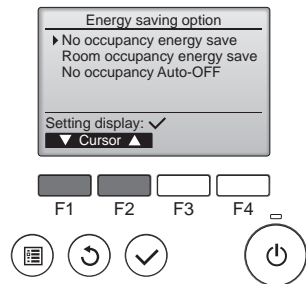 Energy saving option
No occupancy energy save
Room occupancy energy save
No occupancy Auto-OFF
Setting display: ✓
▼ Cursor ▲
F1 F2 F3 F4